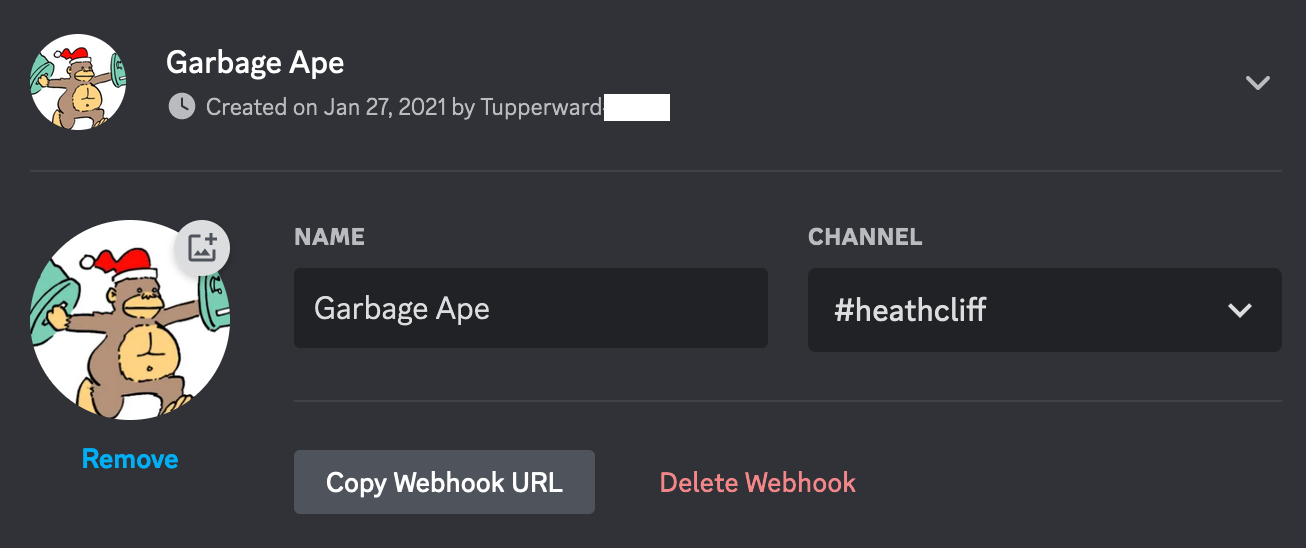 Garbage Ape
Created on Jan 27, 2021 by Tupperward
NAME
CHANNEL
Garbage Ape
#heathcliff
Remove
Copy Webhook URL
Delete Webhook